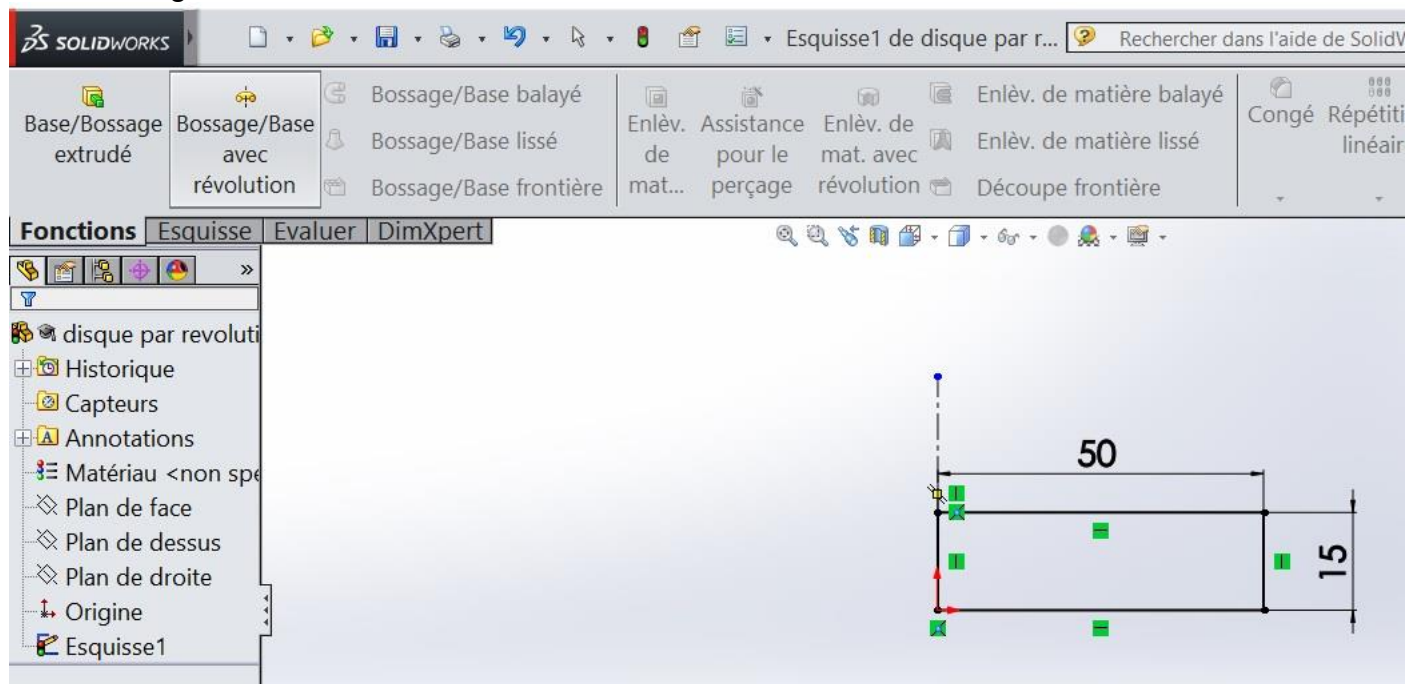 SOLIDWORKS Esquisse1 de disque par r... Rechercher dans l'aide de SolidW
Base/Bossage extrudé
Bossage/Base avec révolution
Bossage/Base balayé
Bossage/Base lissé
Bossage/Base frontière
Enlèv. de mat...
Assistance pour le perçage
Enlèv. de mat. avec révolution
Enlèv. de matière balayé
Enlèv. de matière lissé
Découpe frontière
Congé
Répétiti linéair
Fonctions Esquisse Evaluer DimXpert
»
disque par revoluti
Historique
Capteurs
Annotations
Matériau <non spe
Plan de face
Plan de dessus
Plan de droite
Origine
Esquisse1
50
15